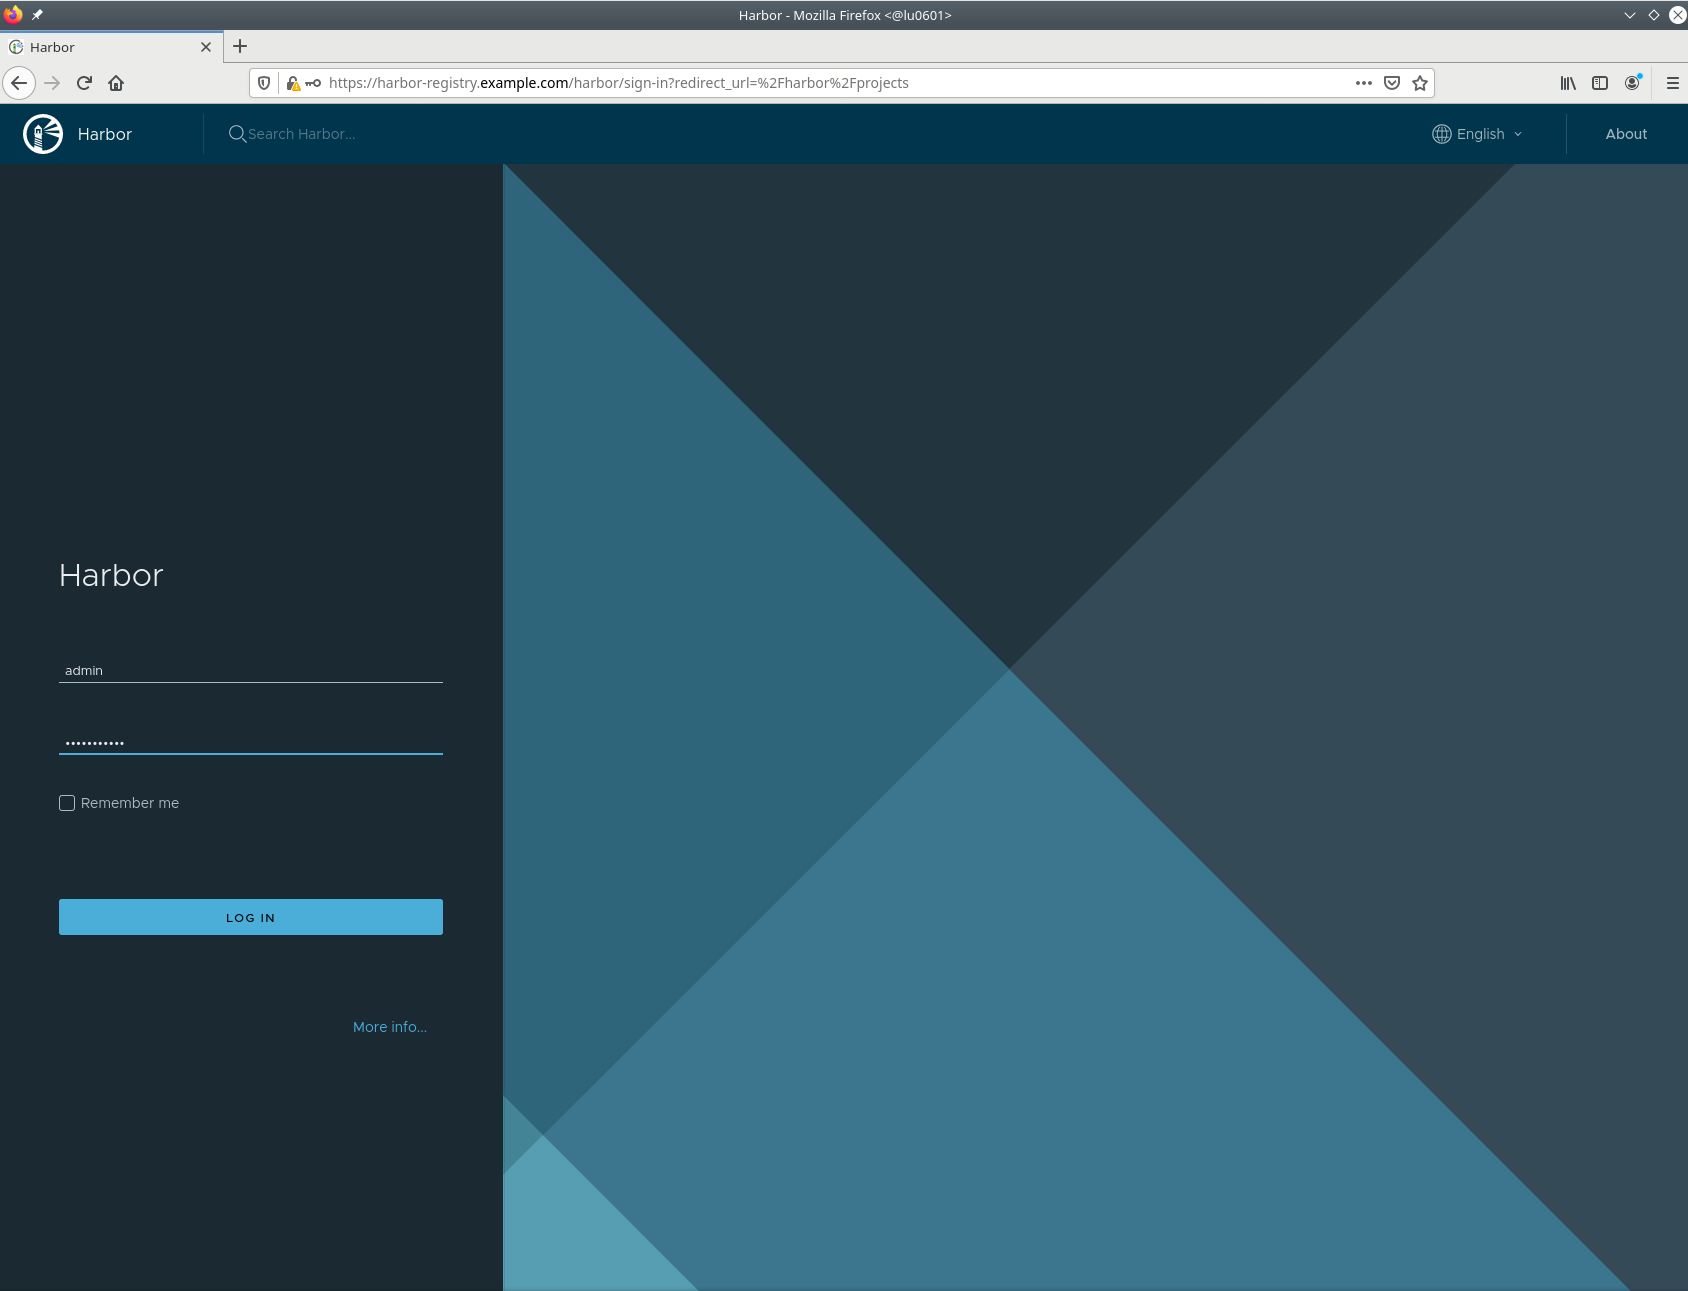 Harbor - Mozilla Firefox <@lu0601>
Harbor
https://harbor-registry.example.com/harbor/sign-in?redirect_url=%2Fharbor%2Fprojects
Harbor
Search Harbor...
English
About
Harbor
admin
•••••••••••
Remember me
LOG IN
More info...